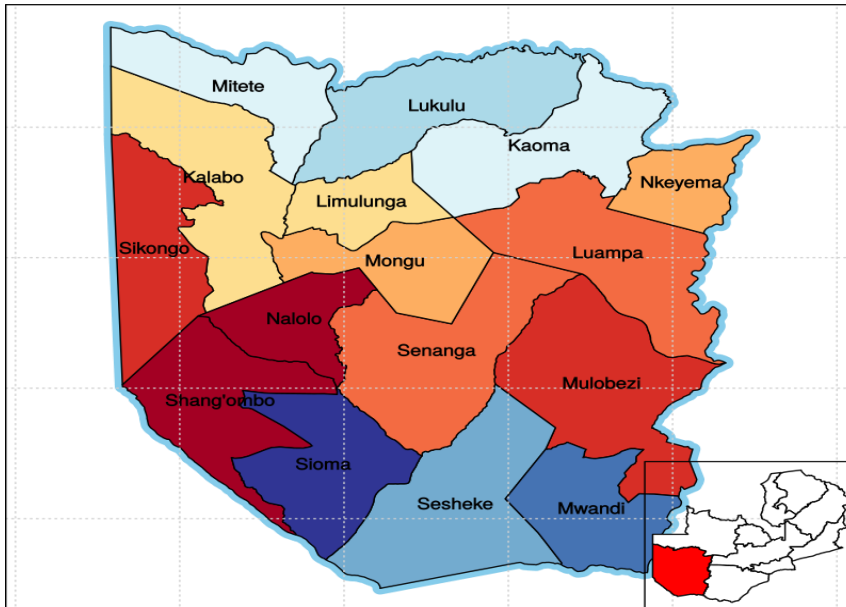 Mitete
Lukulu
Kaoma
Kalabo
Nkeyema
Limulunga
Sikongo
Mongu
Luampa
Nalolo
Senanga
Mulobezi
Shang'ombo
Sioma
Sesheke
Mwandi